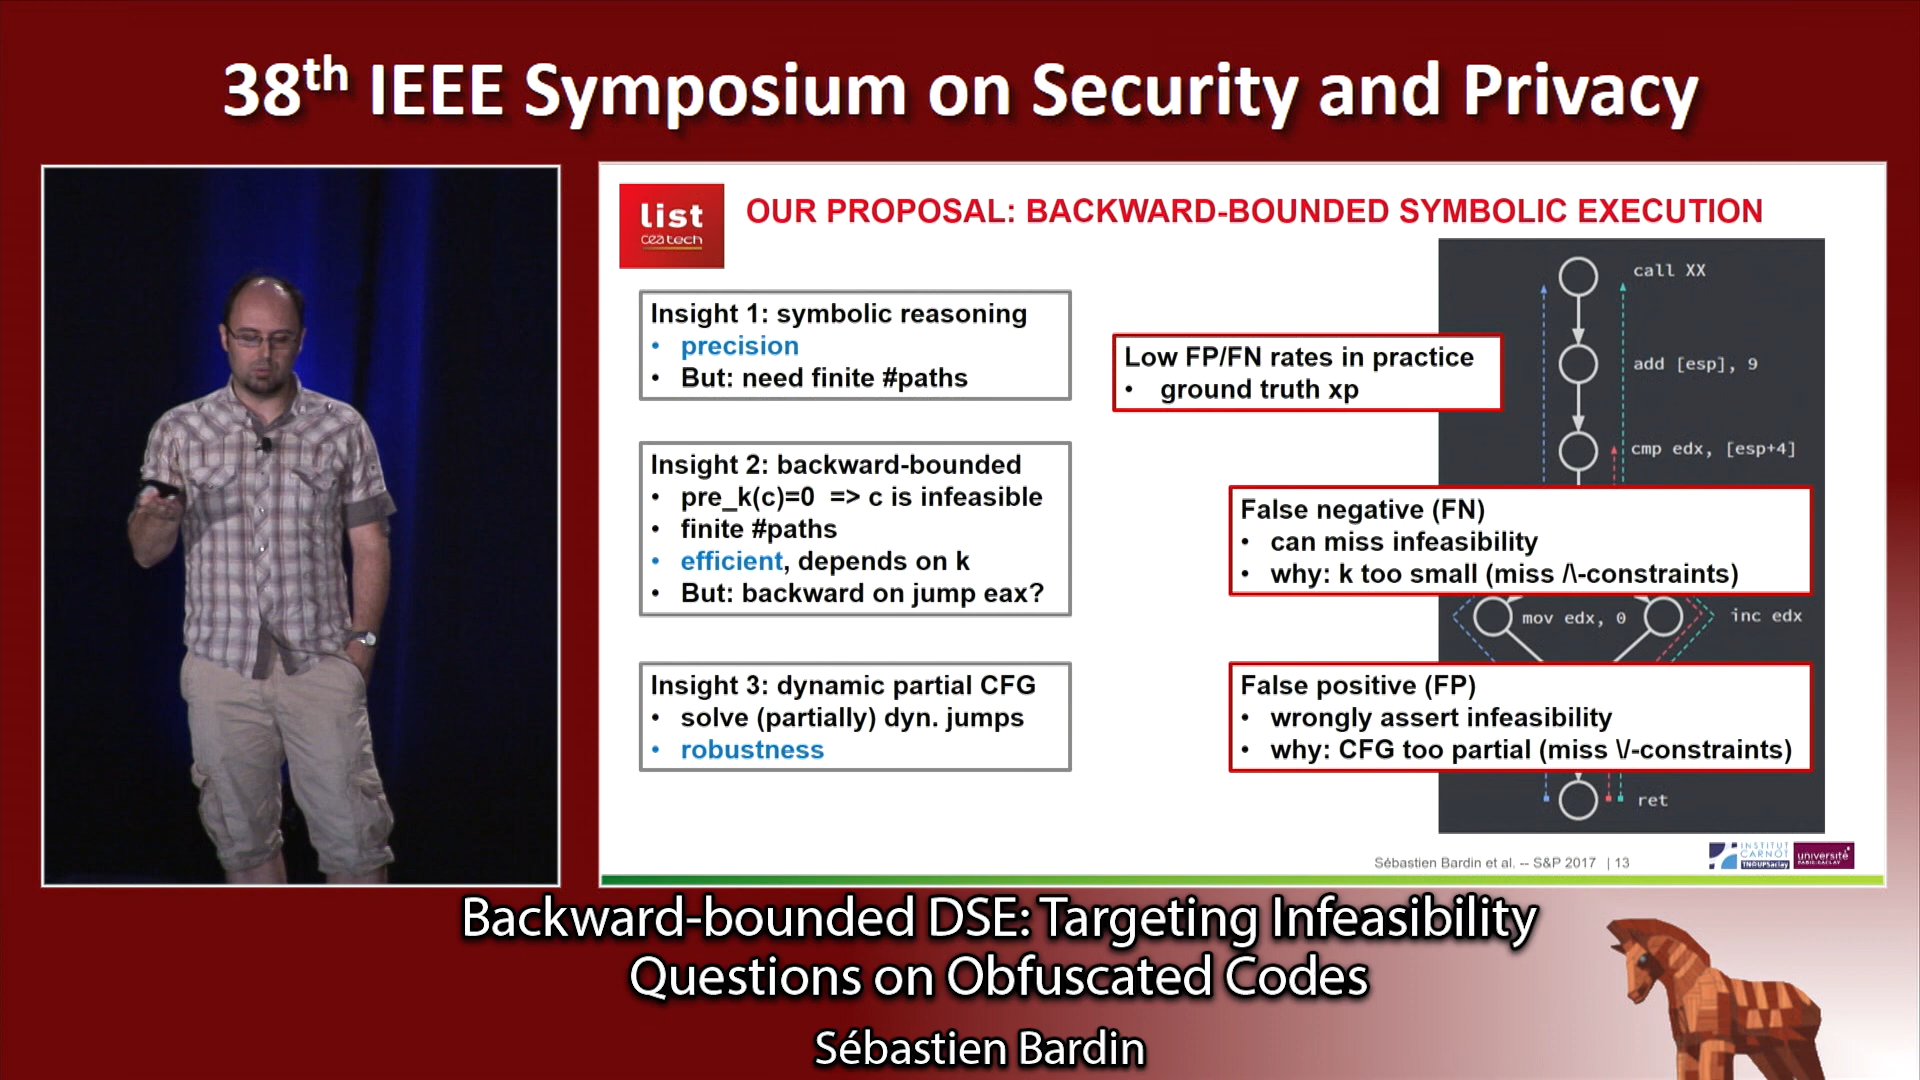 38th IEEE Symposium on Security and Privacy
list
ceatech
OUR PROPOSAL: BACKWARD-BOUNDED SYMBOLIC EXECUTION
Insight 1: symbolic reasoning
• precision
• But: need finite #paths
Insight 2: backward-bounded
• pre_k(c)=0 => c is infeasible
• finite #paths
• efficient, depends on k
• But: backward on jump eax?
Insight 3: dynamic partial CFG
• solve (partially) dyn. jumps
• robustness
call XX
Low FP/FN rates in practice
• ground truth xp
add [esp], 9
cmp edx, [esp+4]
False negative (FN)
• can miss infeasibility
• why: k too small (miss /\-constraints)
mov edx, 0
inc edx
False positive (FP)
• wrongly assert infeasibility
• why: CFG too partial (miss \/-constraints)
ret
Sébastien Bardin et al. -- S&P 2017 | 13
INSTITUT
CARNOT
université
PARIS-SACLAY
Backward-bounded DSE: Targeting Infeasibility
Questions on Obfuscated Codes
Sébastien Bardin